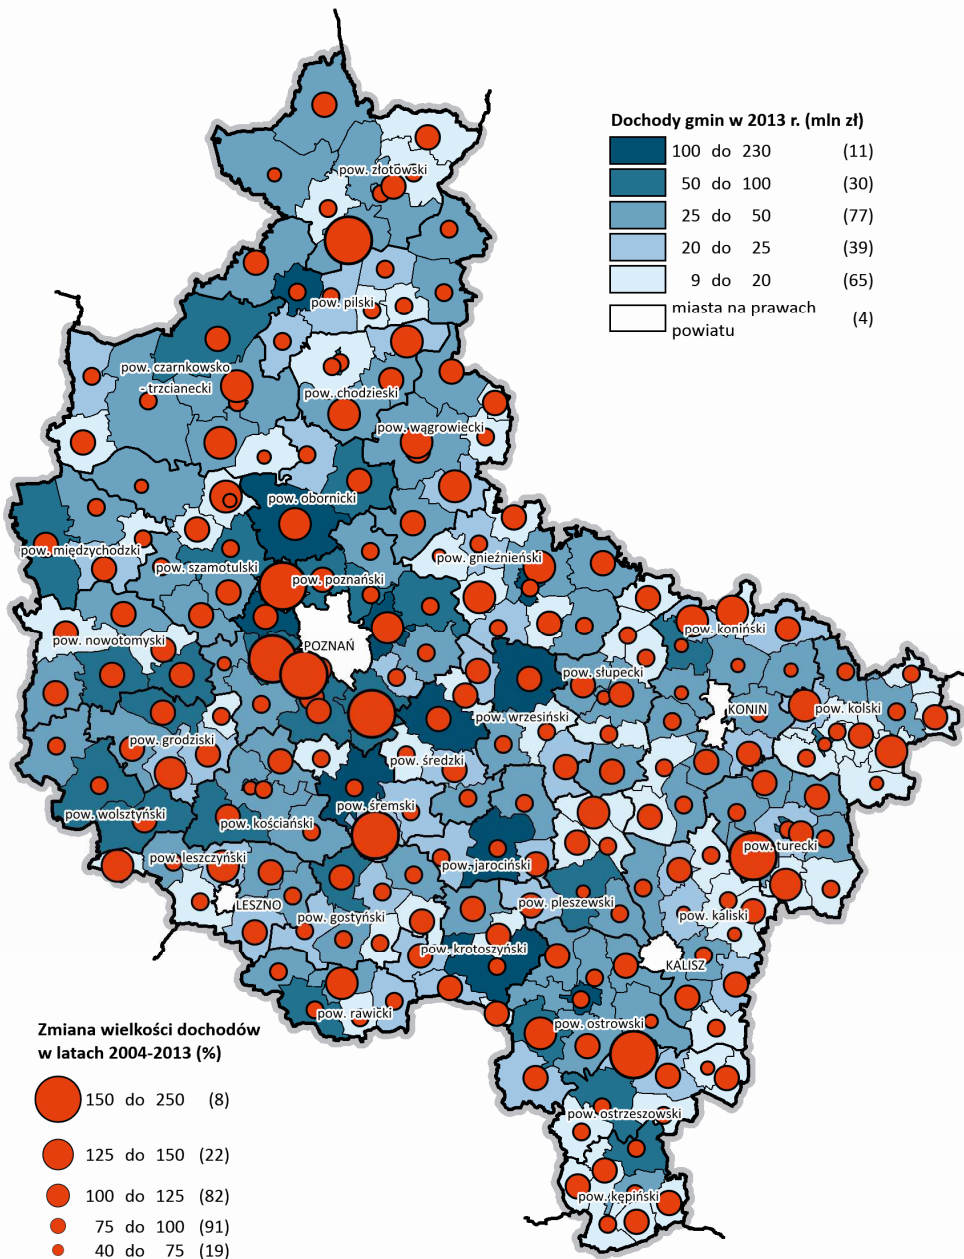 Dochody gmin w 2013 r. (mln zł)
100 do 230 (11)
50 do 100 (30)
25 do 50 (77)
20 do 25 (39)
9 do 20 (65)
miasta na prawach
powiatu (4)
pow. złotowski
pow. pilski
pow. czarnkowsko
-trzcianecki
pow. chodzieski
pow. wągrowiecki
pow. obornicki
pow. międzychodzki
pow. szamotulski
pow. poznański
pow. gnieźnieński
pow. nowotomyski
POZNAŃ
pow. koniński
pow. słupecki
KONIN
pow. kolski
pow. wrzesiński
pow. grodziski
pow. średzki
pow. wolsztyński
pow. kościański
pow. śremski
pow. leszczyński
pow. jarociński
pow. turecki
LESZNO
pow. gostyński
pow. pleszewski
pow. kaliski
pow. krotoszyński
KALISZ
pow. rawicki
pow. ostrowski
pow. ostrzeszowski
pow. kępiński
Zmiana wielkości dochodów
w latach 2004-2013 (%)
150 do 250 (8)
125 do 150 (22)
100 do 125 (82)
75 do 100 (91)
40 do 75 (19)